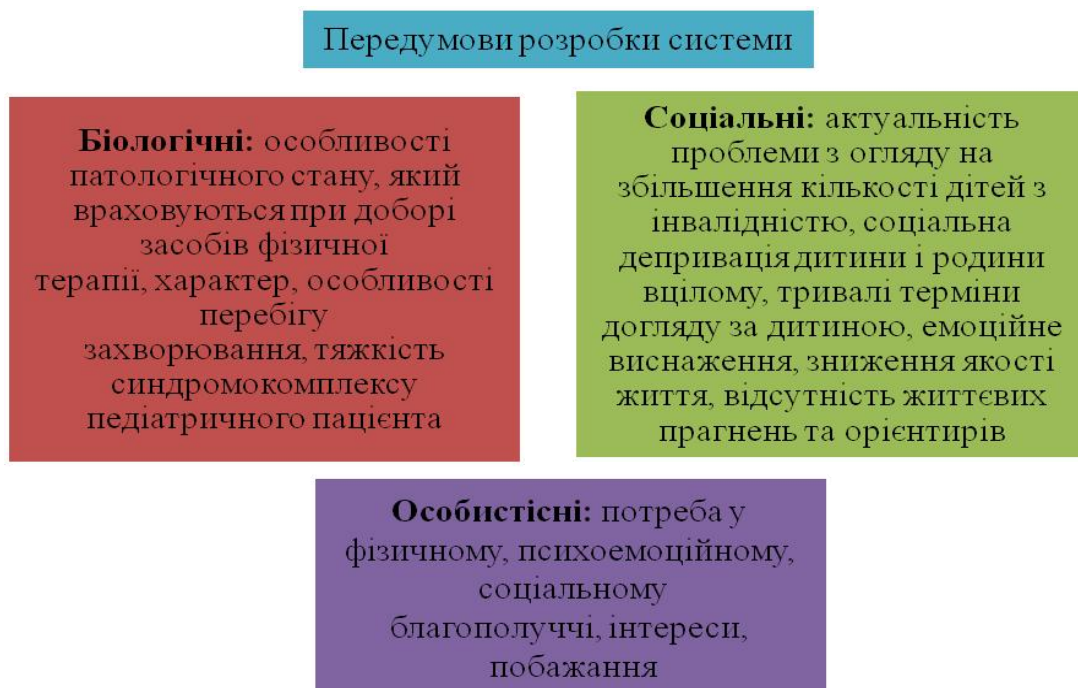 Передумови розробки системи
Біологічні: особливості
патологічного стану, який
враховуються при доборі
засобів фізичної
терапії, характер, особливості
перебігу
захворювання, тяжкість
синдромокомплексу
педіатричного пацієнта
Соціальні: актуальність
проблеми з огляду на
збільшення кількості дітей з
інвалідністю, соціальна
депривація дитини і родини
вцілому, тривалі терміни
догляду за дитиною, емоційне
виснаження, зниження якості
життя, відсутність життєвих
прагнень та орієнтирів
Особистісні: потреба у
фізичному, психоемоційному,
соціальному
благополуччі, інтереси,
побажання